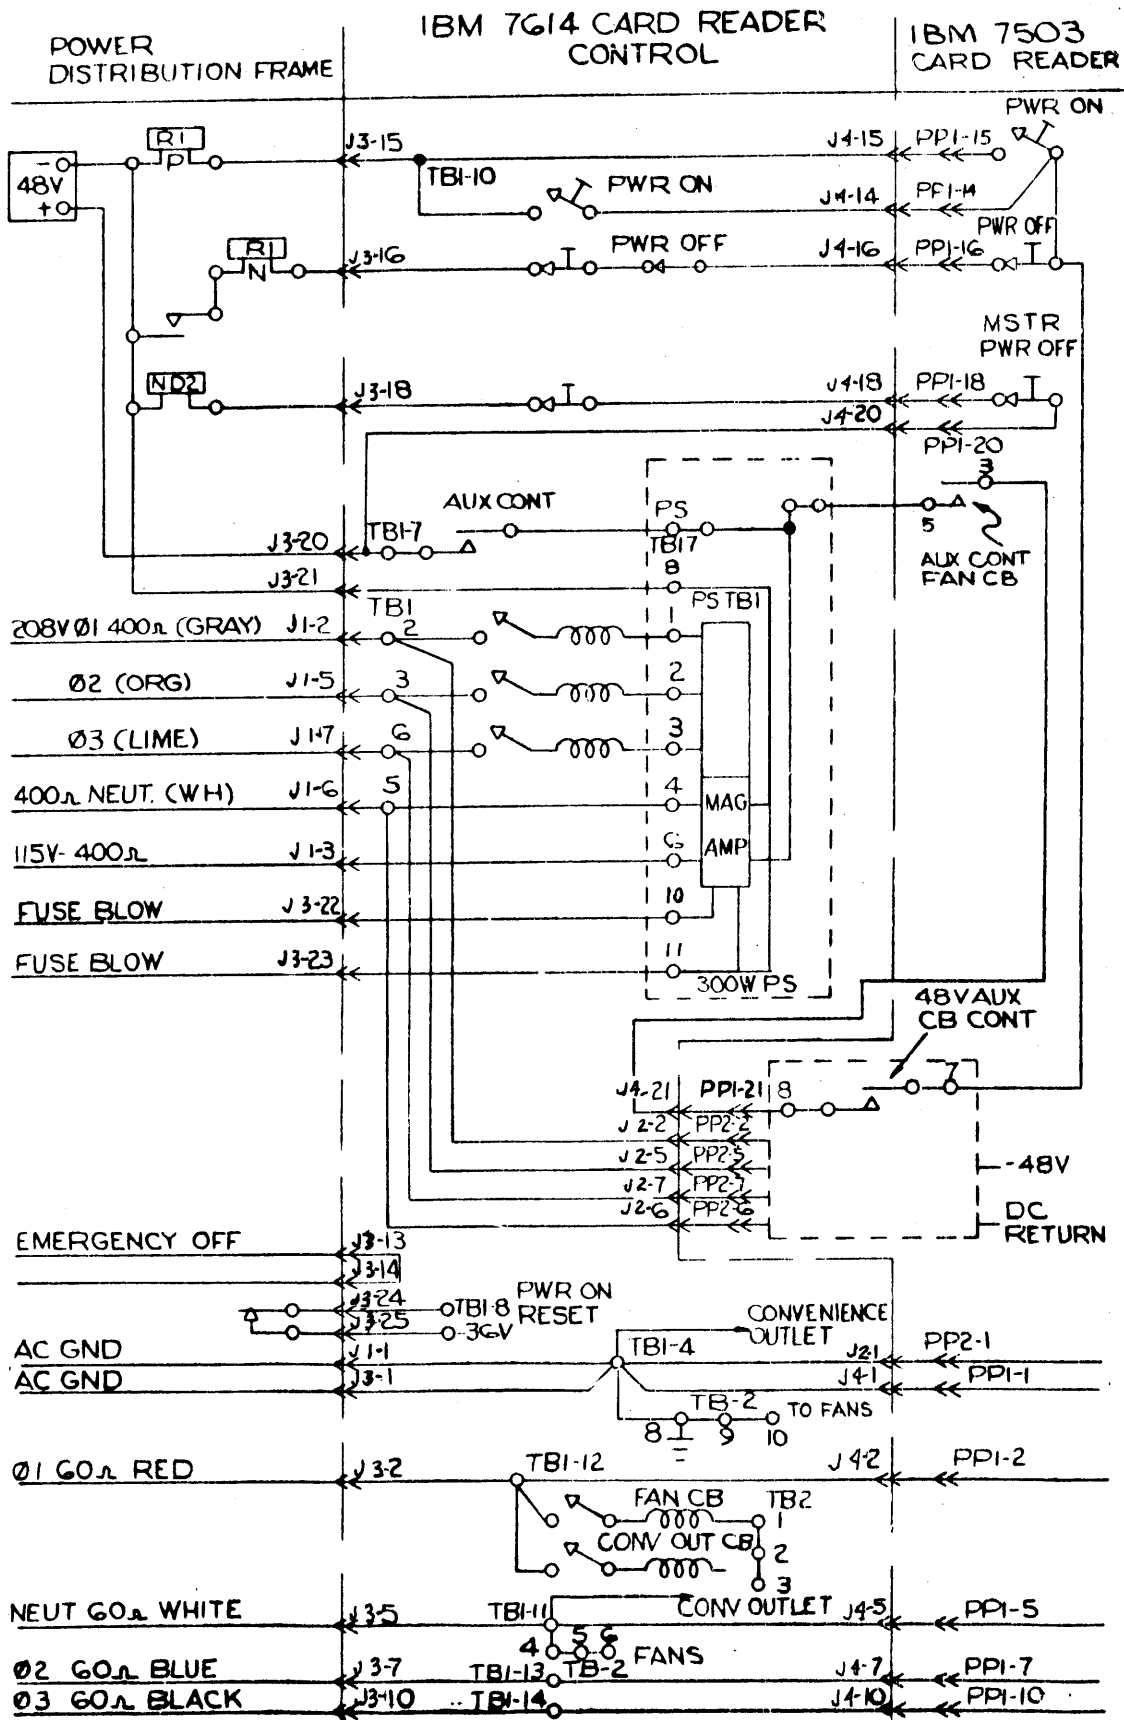 IBM 7614 CARD READER
CONTROL
POWER
DISTRIBUTION FRAME
IBM 7503
CARD READER
PWR ON
R1
P
J3-15
J4-15
PP1-15
-
48V
+
TB1-10
PWR ON
J4-14
PP1-14
PWR OFF
R1
N
J3-16
PWR OFF
J4-16
PP1-16
MSTR
PWR OFF
ND2
J3-18
J4-18
PP1-18
J4-20
PP1-20
3
AUX CONT
PS
5
J3-20
TB1-7
TB17
AUX CONT
FAN CB
J3-21
8
TB1
PS TB1
208V Ø1 400Ω (GRAY)
J1-2
2
1
Ø2 (ORG)
J1-5
3
2
Ø3 (LIME)
J1-7
6
3
400Ω NEUT. (WH)
J1-6
5
4
MAG
115V- 400Ω
J1-3
AMP
FUSE BLOW
J3-22
10
FUSE BLOW
J3-23
11
300W PS
48V AUX
CB CONT
J4-21
PP1-21
8
7
J2-2
PP2-2
J2-5
PP2-5
-48V
J2-7
PP2-7
J2-6
PP2-6
DC
RETURN
EMERGENCY OFF
J3-13
J3-14
J3-24
TB1-8
PWR ON
RESET
J3-25
-36V
CONVENIENCE
OUTLET
AC GND
J1-1
TB1-4
J2-1
PP2-1
AC GND
J3-1
J4-1
PP1-1
TB-2
TO FANS
8
9
10
Ø1 60Ω RED
J3-2
TB1-12
J4-2
PP1-2
FAN CB
TB2
1
CONV OUT CB
2
3
NEUT 60Ω WHITE
J3-5
TB1-11
CONV OUTLET
J4-5
PP1-5
4
5
6
FANS
Ø2 60Ω BLUE
J3-7
TB1-13
TB-2
J4-7
PP1-7
Ø3 60Ω BLACK
J3-10
TB1-14
J4-10
PP1-10